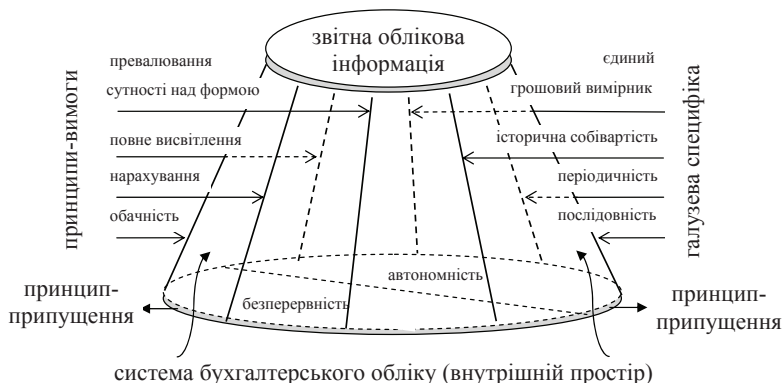 звітна облікова
інформація
превалювання
сутності над формою
повне висвітлення
нарахування
обачність
принципи-вимоги
єдиний
грошовий вимірник
історична собівартість
періодичність
послідовність
галузева специфіка
автономність
безперервність
принцип-
припущення
принцип-
припущення
система бухгалтерського обліку (внутрішній простір)